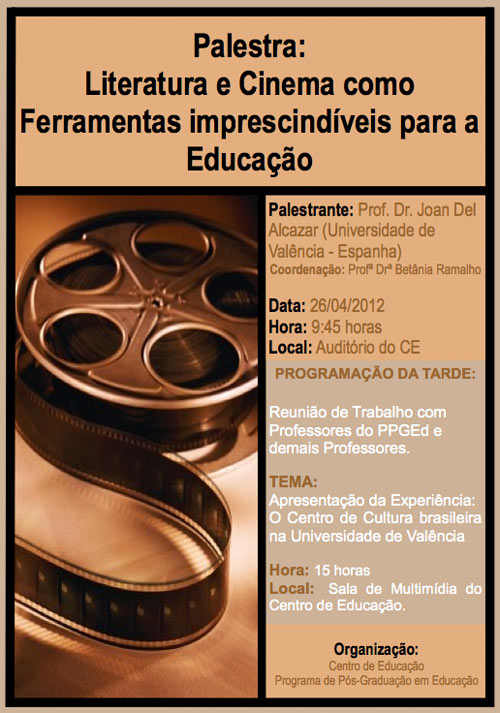 Palestra:
Literatura e Cinema como
Ferramentas imprescindíveis para a
Educação
Palestrante: Prof. Dr. Joan Del
Alcazar (Universidade de
Valência - Espanha)
Coordenação: Profª Drª Betânia Ramalho
Data: 26/04/2012
Hora: 9:45 horas
Local: Auditório do CE
PROGRAMAÇÃO DA TARDE:
Reunião de Trabalho com
Professores do PPGEd e
demais Professores.
TEMA:
Apresentação da Experiência:
O Centro de Cultura brasileira
na Universidade de Valência
Hora: 15 horas
Local: Sala de Multimídia do
Centro de Educação.
Organização:
Centro de Educação
Programa de Pós-Graduação em Educação